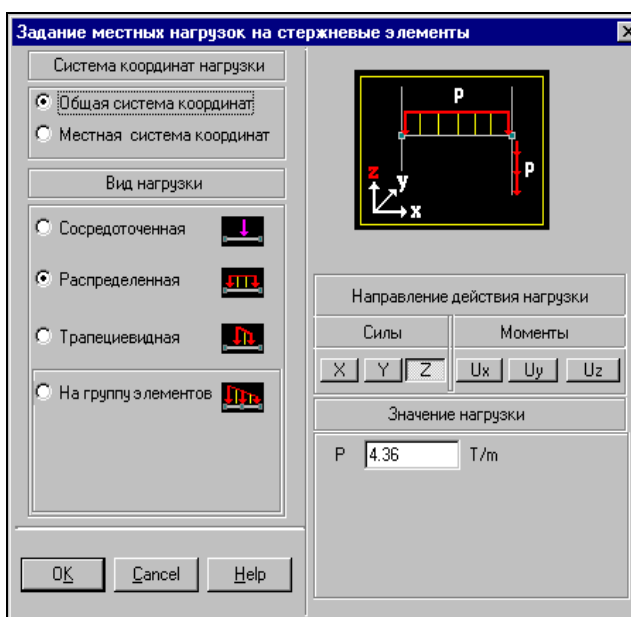 Задание местных нагрузок на стержневые элементы
Система координат нагрузки
Общая система координат
Местная система координат
Вид нагрузки
Сосредоточенная
Распределенная
Трапециевидная
На группу элементов
OK
Cancel
Help
P
P
z
y
x
Направление действия нагрузки
Силы
Моменты
X
Y
Z
Ux
Uy
Uz
Значение нагрузки
P 4.36 T/m